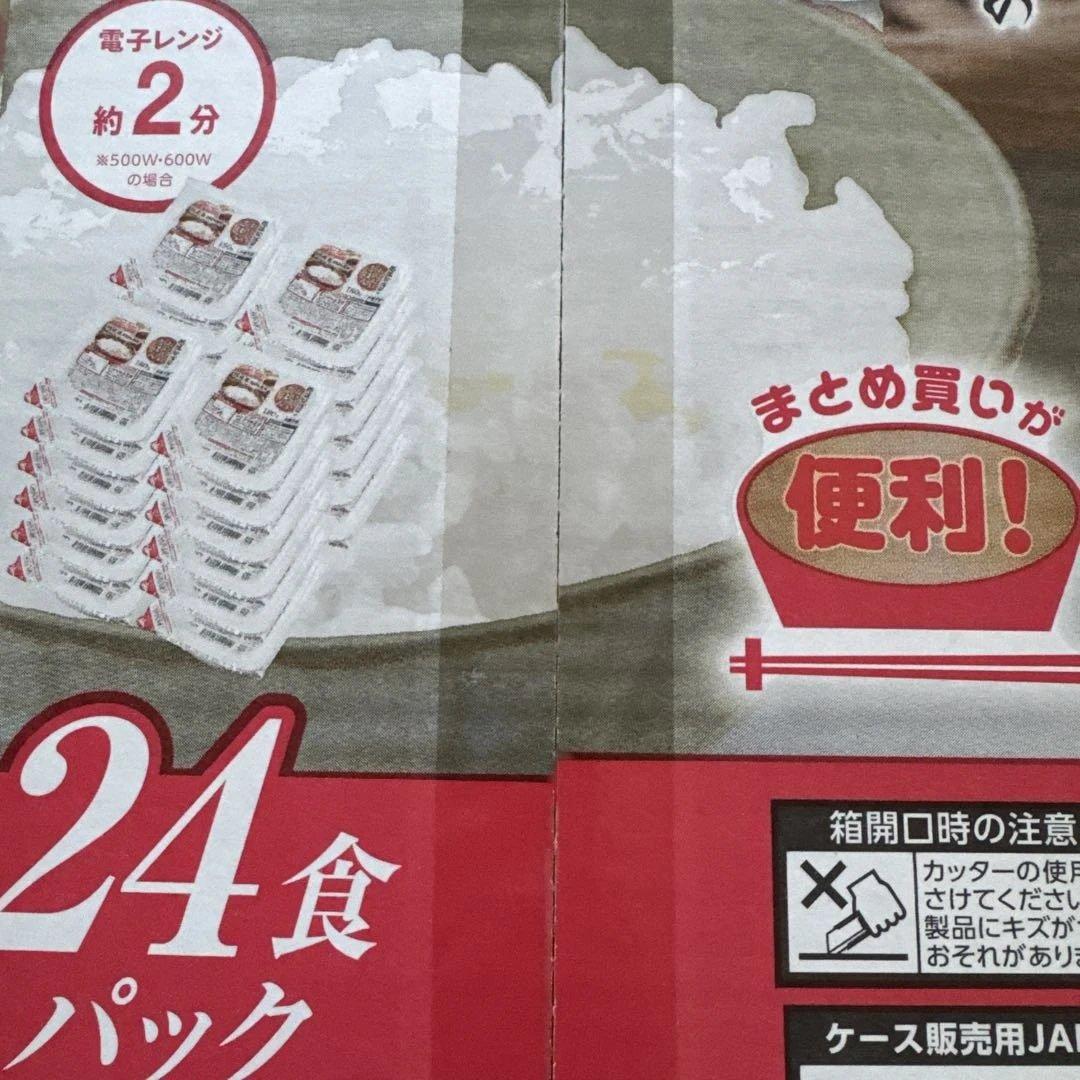 の
電子レンジ
約2分
※500W・600W
の場合
まとめ買いが
便利!
24食
パック
箱開口時の注意
カッターの使用
さけてください
製品にキズが
おそれがあり
ケース販売用JA